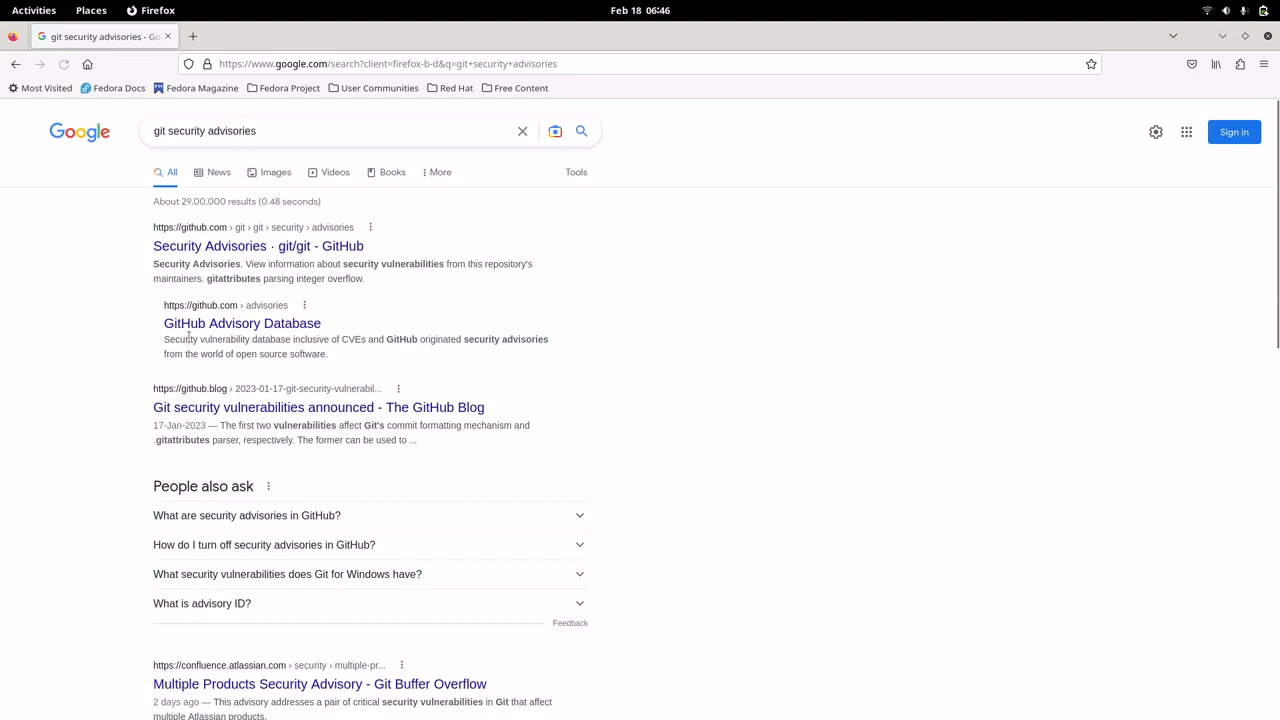 Activities Places Firefox Feb 18 06:46
git security advisories - Go
https://www.google.com/search?client=firefox-b-d&q=git+security+advisories
Most Visited Fedora Docs Fedora Magazine Fedora Project User Communities Red Hat Free Content
Google git security advisories Sign in
All News Images Videos Books More Tools
About 29,00,000 results (0.48 seconds)
https://github.com › git › git › security › advisories
Security Advisories · git/git - GitHub
Security Advisories. View information about security vulnerabilities from this repository's
maintainers. gitattributes parsing integer overflow.
https://github.com › advisories
GitHub Advisory Database
Security vulnerability database inclusive of CVEs and GitHub originated security advisories
from the world of open source software.
https://github.blog › 2023-01-17-git-security-vulnerabil...
Git security vulnerabilities announced - The GitHub Blog
17-Jan-2023 — The first two vulnerabilities affect Git's commit formatting mechanism and
.gitattributes parser, respectively. The former can be used to ...
People also ask
What are security advisories in GitHub?
How do I turn off security advisories in GitHub?
What security vulnerabilities does Git for Windows have?
What is advisory ID?
Feedback
https://confluence.atlassian.com › security › multiple-pr...
Multiple Products Security Advisory - Git Buffer Overflow
2 days ago — This advisory addresses a pair of critical security vulnerabilities in Git that affect
multiple Atlassian products.